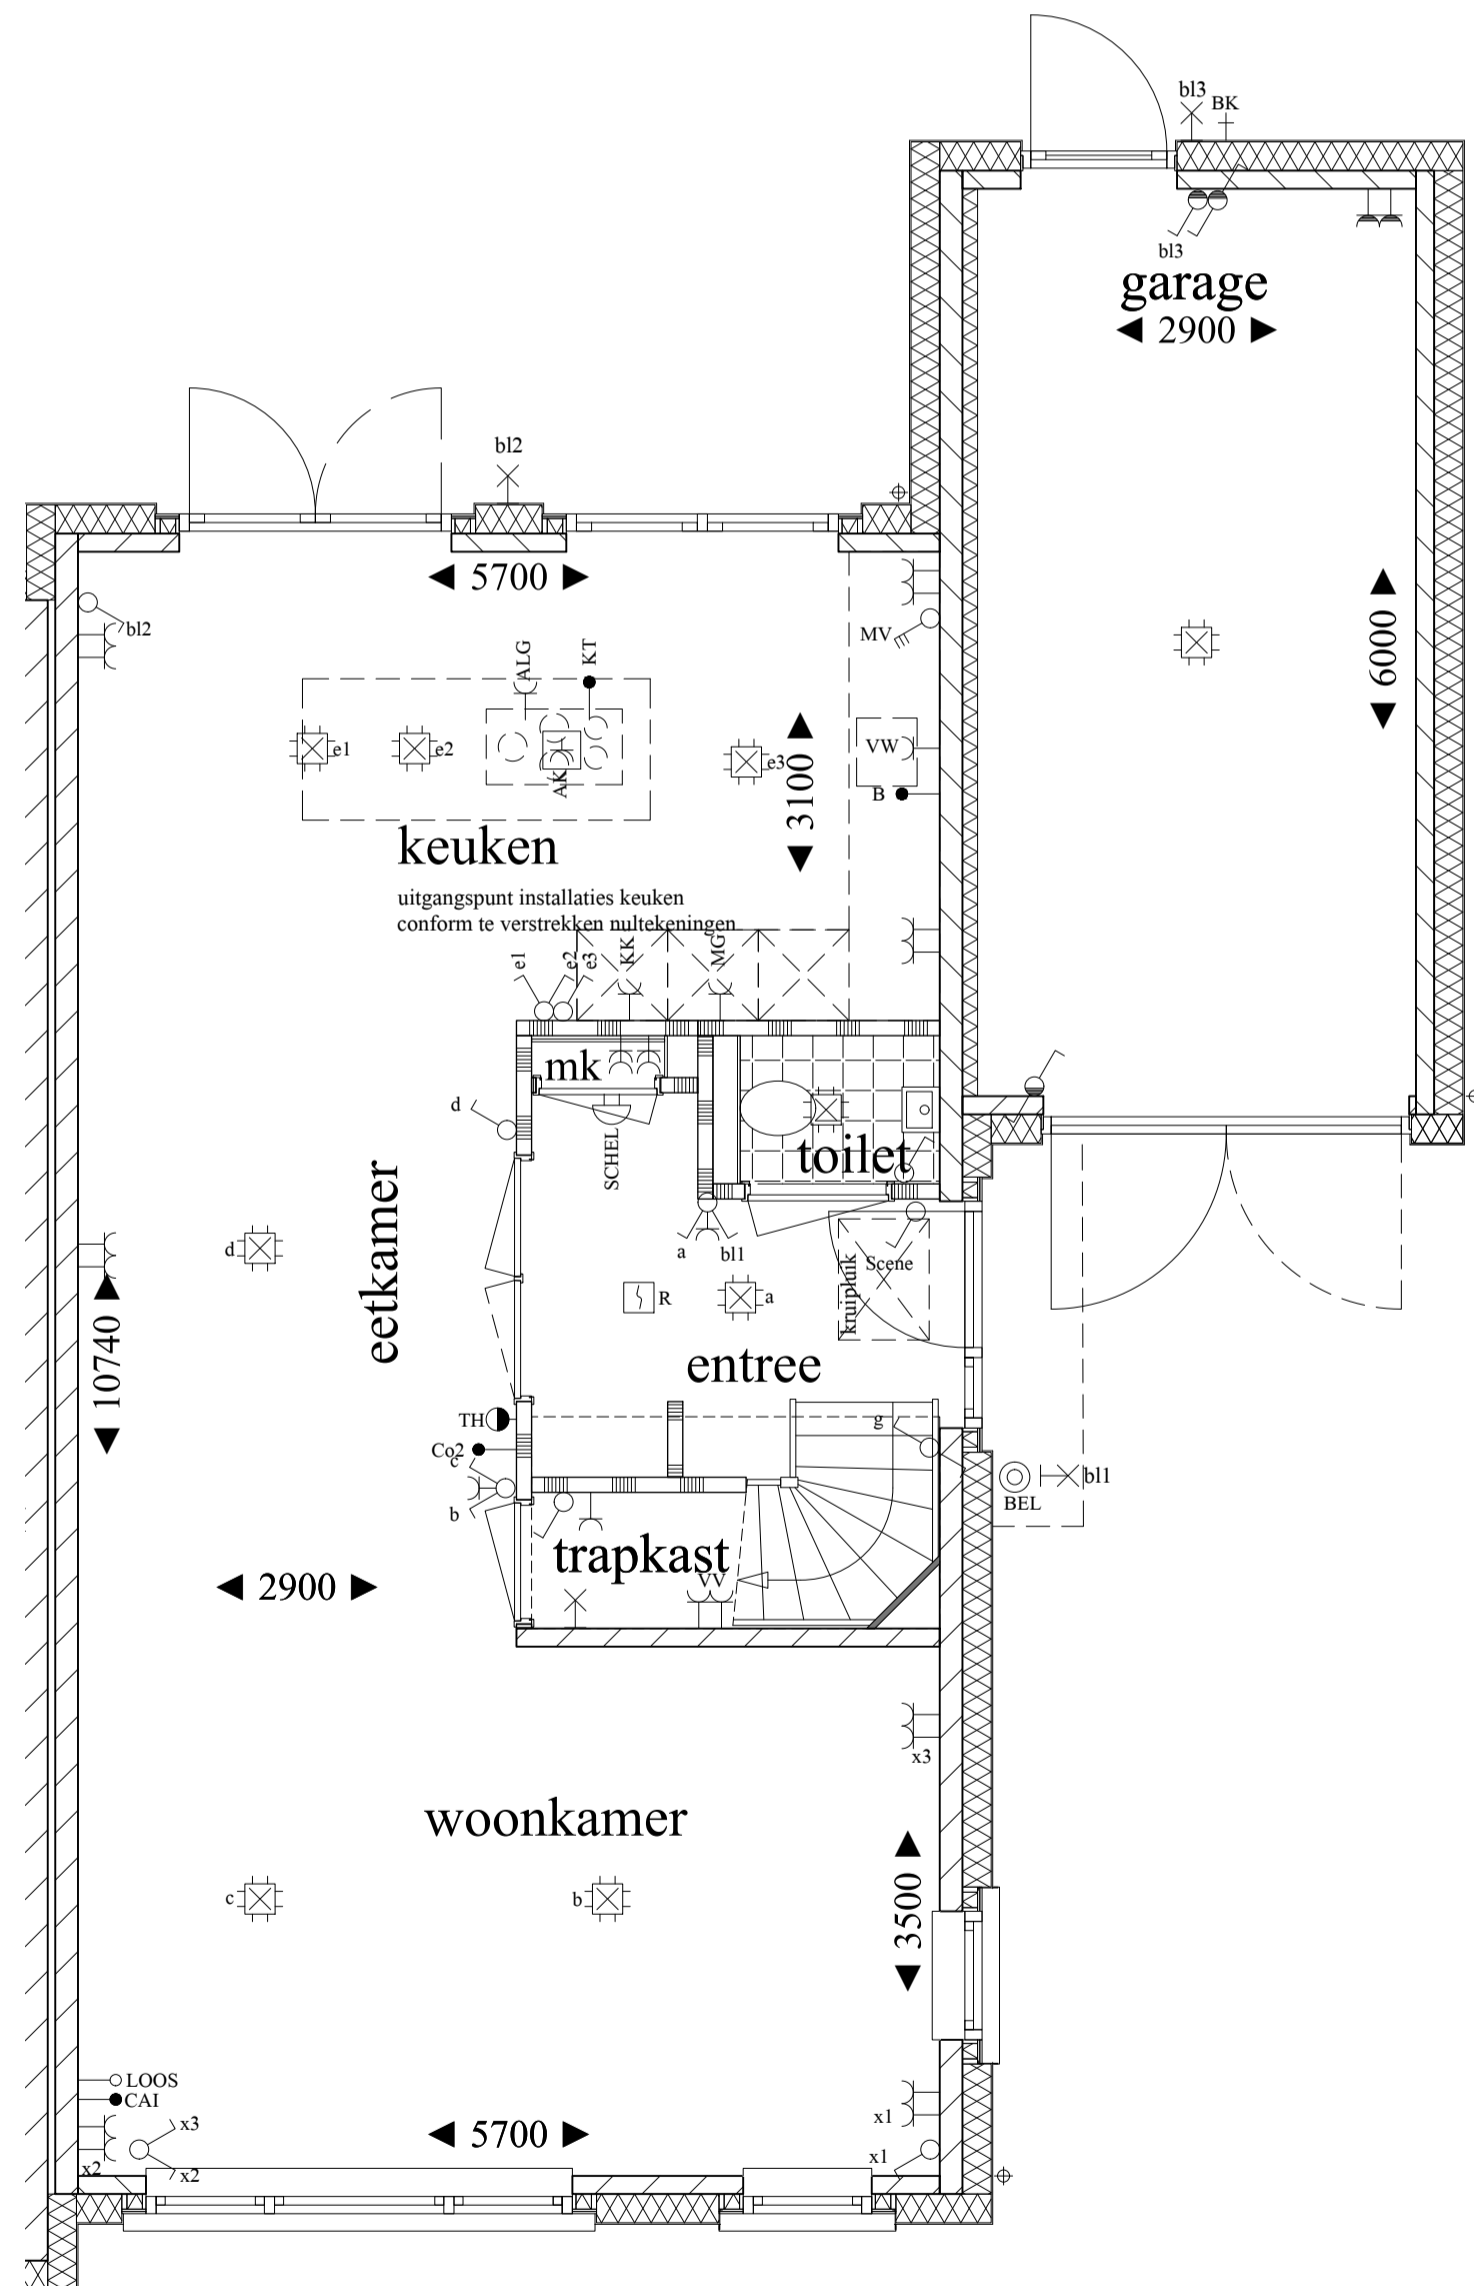 bl3
BK
bl3
garage
2900
bl2
5700
bl2
MV
ALG
KT
6000
e1
e2
e3
VW
AK
B
3100
keuken
uitgangspunt installaties keuken
conform te verstrekken nultekeningen
e1
e2
e3
KK
MG
mk
d
SCHEL
toilet
a
bl1
d
eetkamer
Scene
kruipluik
R
a
10740
entree
TH
g
Co2
c
b
BEL
bl1
trapkast
VV
2900
x3
woonkamer
c
b
3500
LOOS
CAI
x3
x1
5700
x2
x2
x1